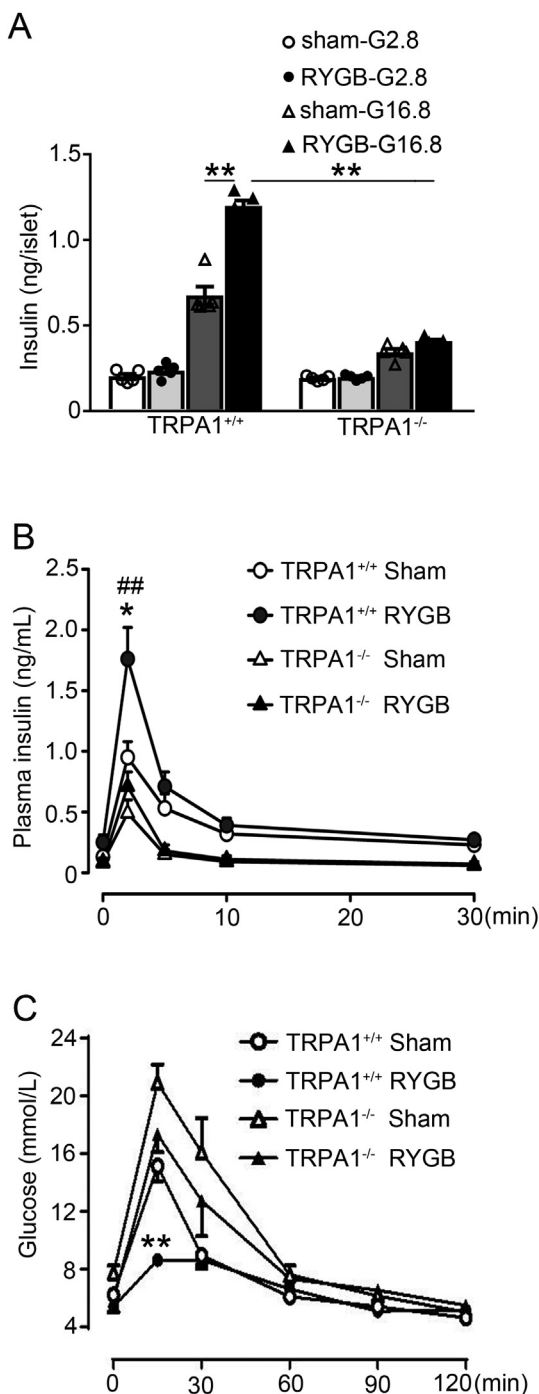 A
sham-G2.8
RYGB-G2.8
sham-G16.8
RYGB-G16.8
Insulin (ng/islet)
1.5
1.0
0.5
0
**
**
TRPA1+/+
TRPA1-/-
B
Plasma insulin (ng/mL)
2.5
2.0
1.5
1.0
0.5
0
##
*
TRPA1+/+ Sham
TRPA1+/+ RYGB
TRPA1-/- Sham
TRPA1-/- RYGB
0 10 20 30(min)
C
Glucose (mmol/L)
24
20
16
12
8
4
**
TRPA1+/+ Sham
TRPA1+/+ RYGB
TRPA1-/- Sham
TRPA1-/- RYGB
0 30 60 90 120(min)